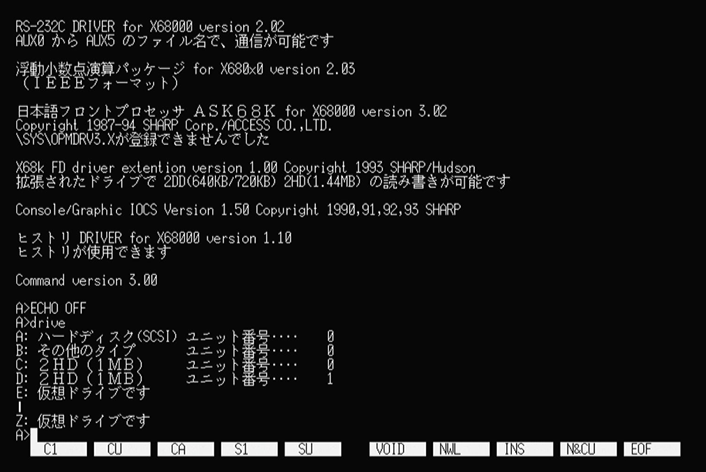 RS-232C DRIVER for X68000 version 2.02
AUX0 から AUX5 のファイル名で、通信が可能です
浮動小数点演算パッケージ for X680x0 version 2.03
（ＩＥＥＥフォーマット）
日本語フロントプロセッサ ＡＳＫ６８Ｋ for X68000 version 3.02
Copyright 1987-94 SHARP Corp./ACCESS CO.,LTD.
\SYS\OPMDRV3.Xが登録できませんでした
X68k FD driver extention version 1.00 Copyright 1993 SHARP/Hudson
拡張されたドライブで 2DD(640KB/720KB) 2HD(1.44MB) の読み書きが可能です
Console/Graphic IOCS Version 1.50 Copyright 1990,91,92,93 SHARP
ヒストリ DRIVER for X68000 version 1.10
ヒストリが使用できます
Command version 3.00
A>ECHO OFF
A>drive
A: ハードディスク(SCSI) ユニット番号････ 0
B: その他のタイプ ユニット番号････ 0
C: ２ＨＤ（１ＭＢ） ユニット番号････ 0
D: ２ＨＤ（１ＭＢ） ユニット番号････ 1
E: 仮想ドライブです
|
Z: 仮想ドライブです
A>
C1 CU CA S1 SU VOID NWL INS N&CU EOF